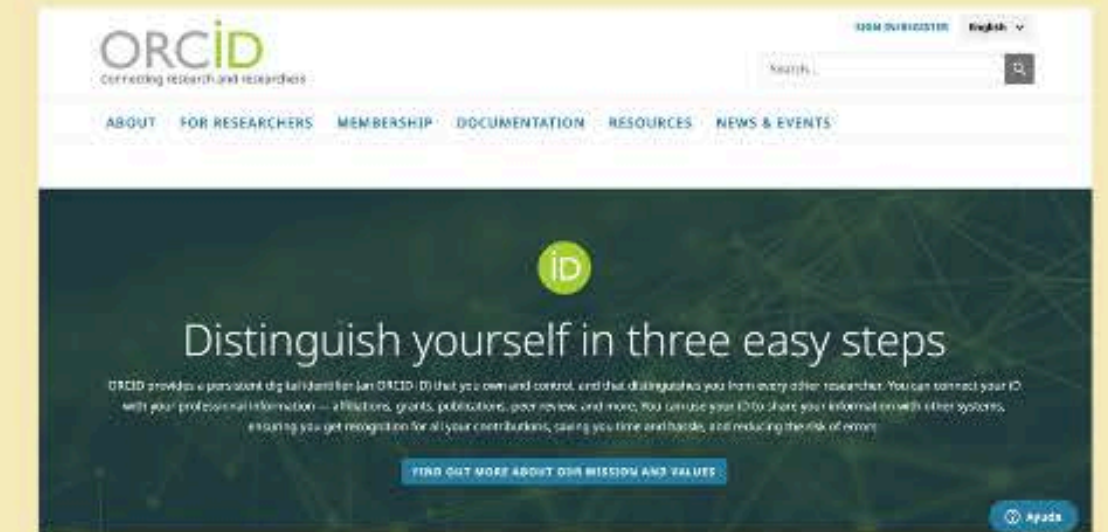 ORCID
Connecting research and researchers
SIGN IN/REGISTER
English
Search...
ABOUT FOR RESEARCHERS MEMBERSHIP DOCUMENTATION RESOURCES NEWS & EVENTS
iD
Distinguish yourself in three easy steps
ORCID provides a persistent digital identifier (an ORCID iD) that you own and control, and that distinguishes you from every other researcher. You can connect your iD
with your professional information — affiliations, grants, publications, peer review, and more. You can use your iD to share your information with other systems,
ensuring you get recognition for all your contributions, saving you time and hassle, and reducing the risk of errors.
FIND OUT MORE ABOUT OUR MISSION AND VALUES
Ayuda